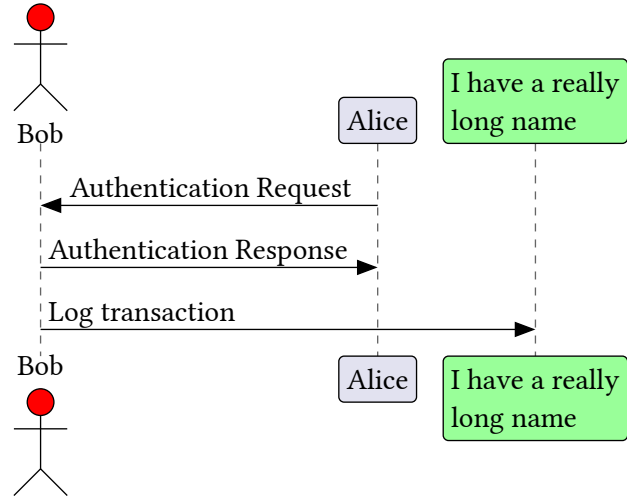 Bob
Alice
I have a really
long name
Authentication Request
Authentication Response
Log transaction
Bob
Alice
I have a really
long name